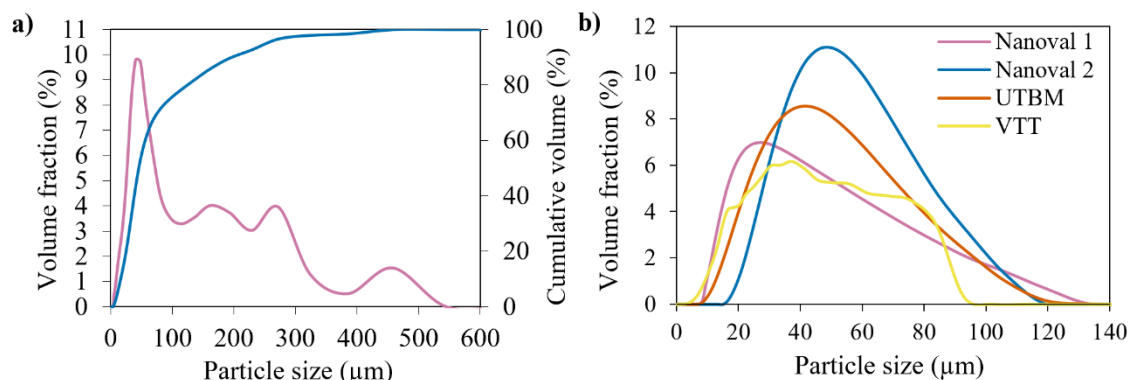 a)
Volume fraction (%)
11
10
9
8
7
6
5
4
3
2
1
0
100
80
60
40
20
0
Cumulative volume (%)
0 100 200 300 400 500 600
Particle size (µm)
b)
Volume fraction (%)
12
10
8
6
4
2
0
Nanoval 1
Nanoval 2
UTBM
VTT
0 20 40 60 80 100 120 140
Particle size (µm)